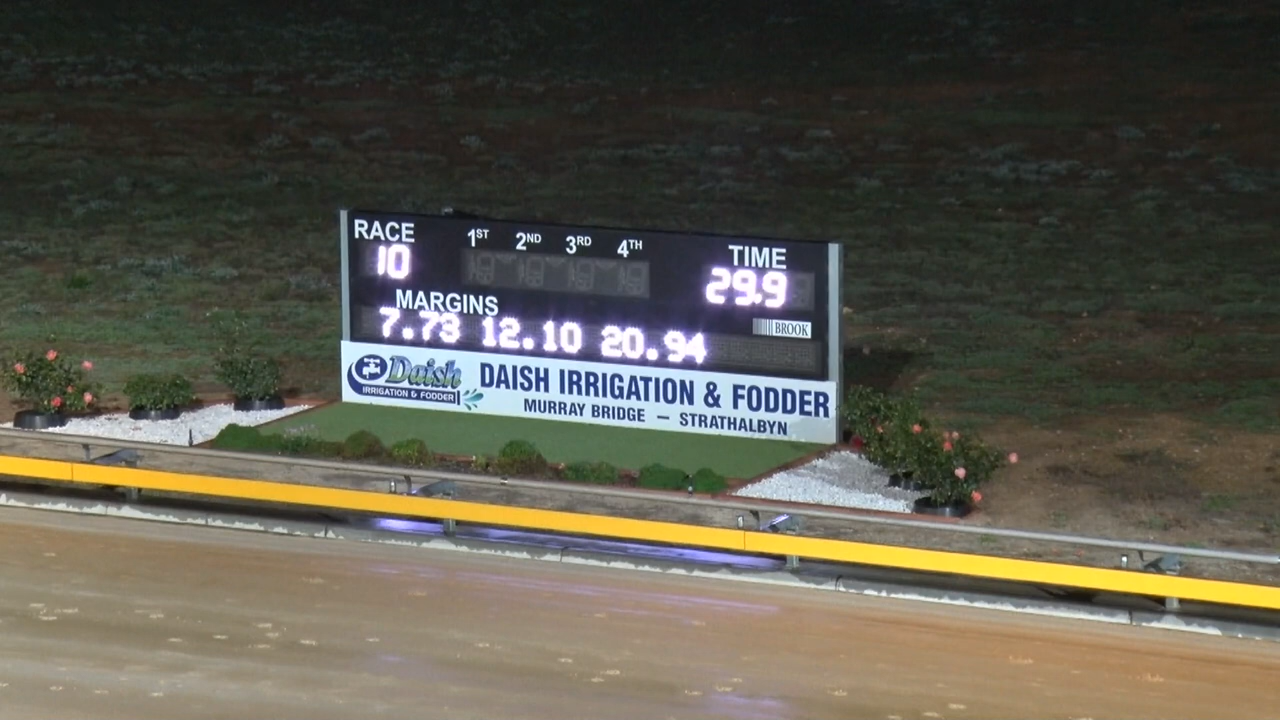 RACE 1ST 2ND 3RD 4TH TIME
10 29.9
MARGINS
7.73 12.10 20.94
BROOK
Daish
IRRIGATION & FODDER
DAISH IRRIGATION & FODDER
MURRAY BRIDGE — STRATHALBYN